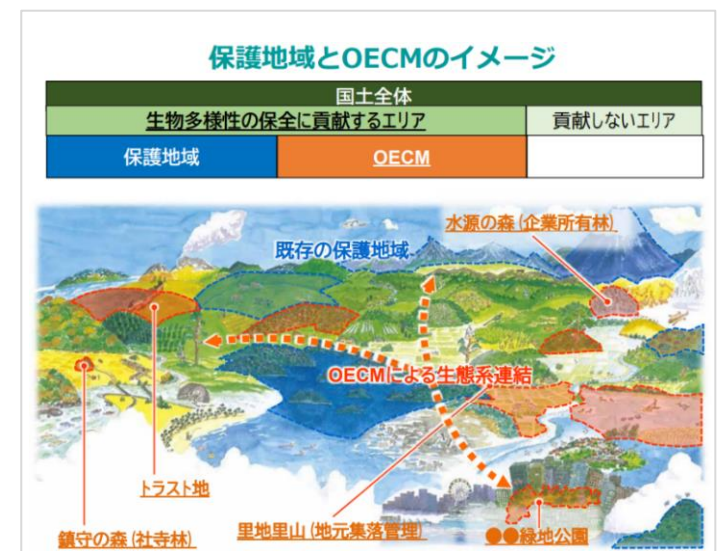 保護地域とOECMのイメージ
国土全体
生物多様性の保全に貢献するエリア
貢献しないエリア
保護地域
OECM
水源の森(企業所有林)
既存の保護地域
OECMによる生態系連結
トラスト地
里地里山(地元集落管理)
●●緑地公園
鎮守の森(社寺林)